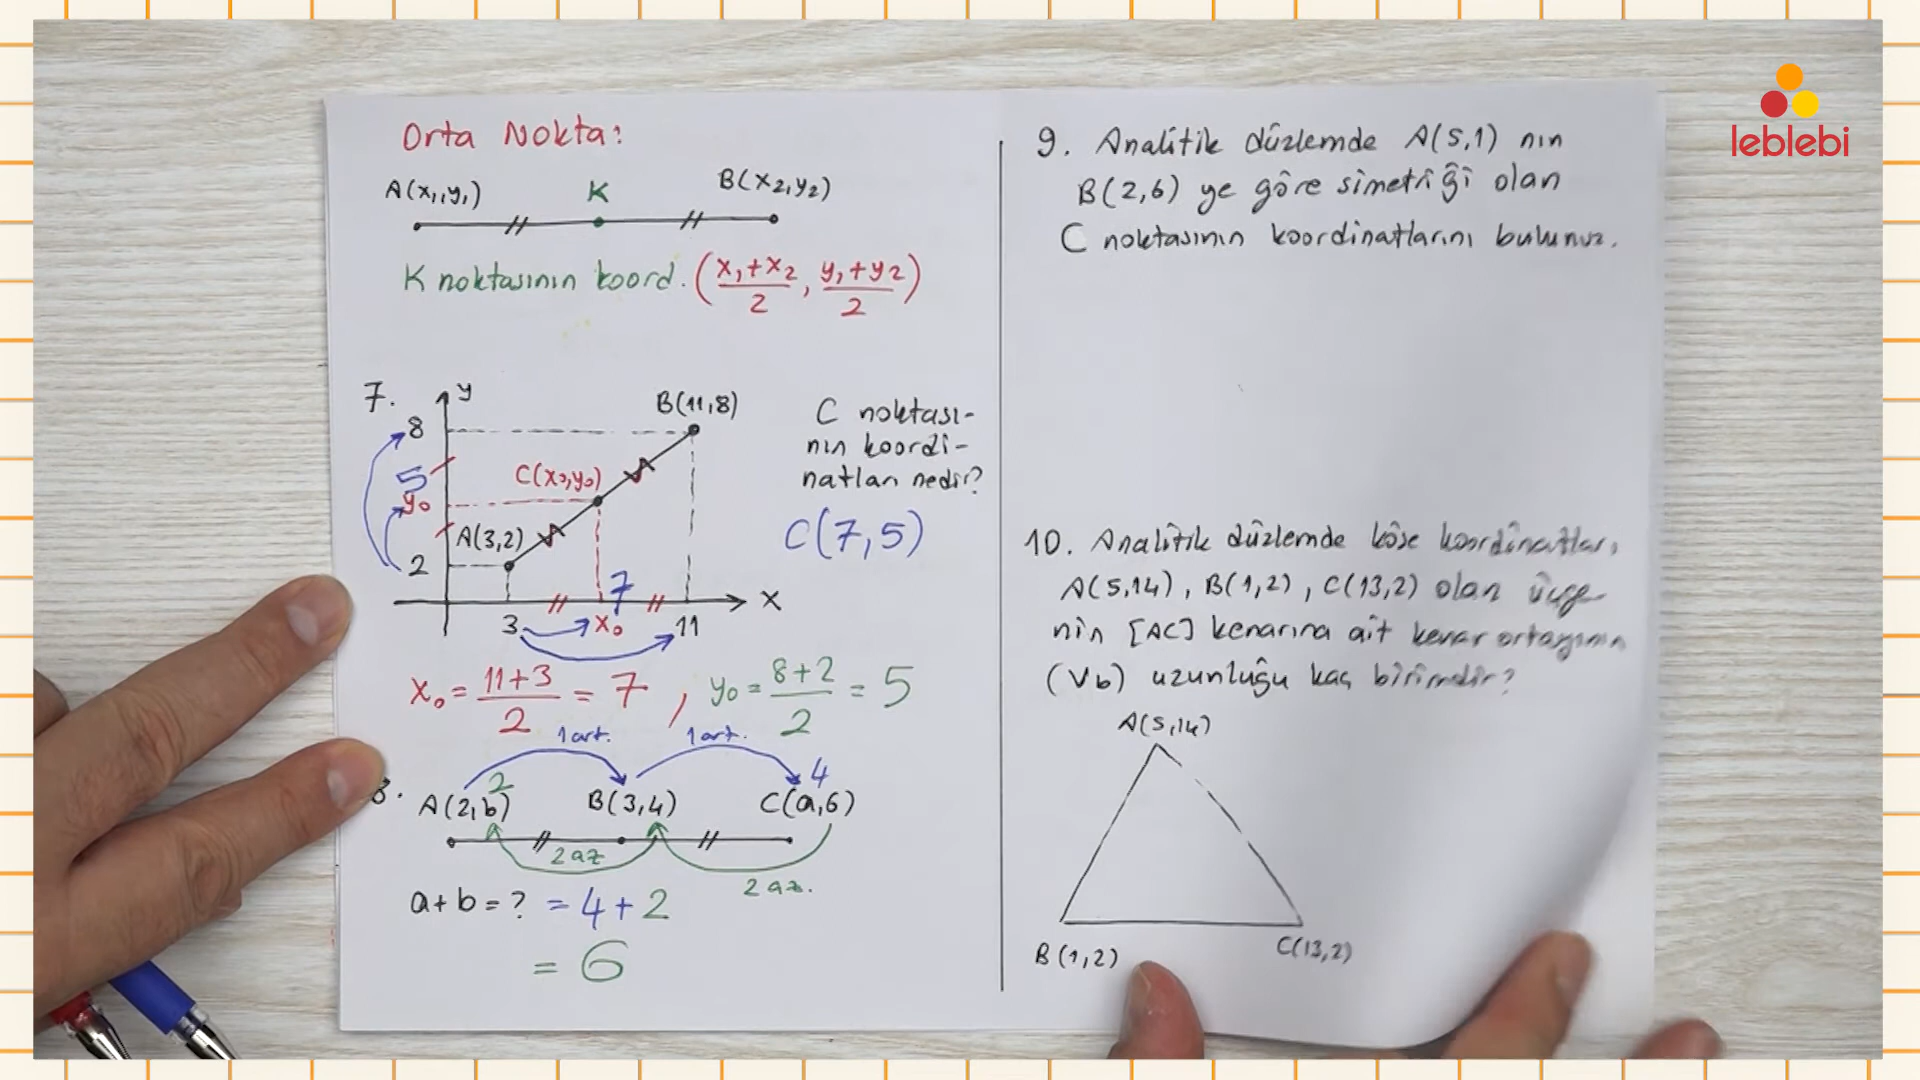 Orta Nokta:
A(x₁,y₁)
K
B(x₂,y₂)
K noktasının koord. (x₁+x₂/2, y₁+y₂/2)
7.
y
8
5
y₀
2
B(11,8)
C(x₀,y₀)
A(3,2)
7
3
x₀
11
x
C noktası-
nın koordi-
natları nedir?
C(7,5)
x₀ = 11+3/2 = 7 , y₀ = 8+2/2 = 5
1 art.
1 art.
2
4
A(2,b)
B(3,4)
C(a,6)
2 az
2 az.
a+b=? = 4+2
= 6
9. Analitik düzlemde A(5,1) nın
B(2,6) ye göre simetriği olan
C noktasının koordinatlarını bulunuz.
10. Analitik düzlemde köşe koordinatları
A(5,14), B(1,2), C(13,2) olan üçge-
nin [AC] kenarına ait kenarortayının
(Vb) uzunluğu kaç birimdir?
A(5,14)
B(1,2)
C(13,2)
leblebi